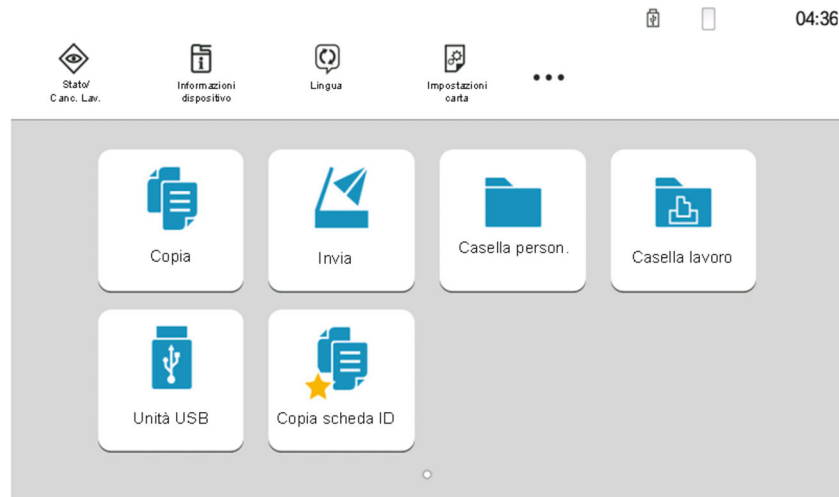 04:36
Stato/
Canc. Lav.
Informazioni
dispositivo
Lingua
Impostazioni
carta
Copia
Invia
Casella person.
Casella lavoro
Unità USB
Copia scheda ID